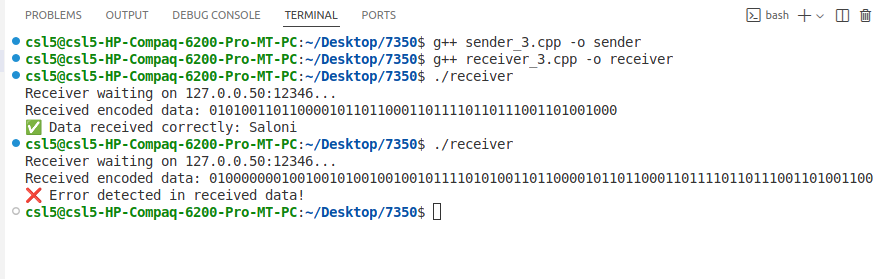 PROBLEMS OUTPUT DEBUG CONSOLE TERMINAL PORTS bash
csl5@csl5-HP-Compaq-6200-Pro-MT-PC:~/Desktop/7350$ g++ sender_3.cpp -o sender
csl5@csl5-HP-Compaq-6200-Pro-MT-PC:~/Desktop/7350$ g++ receiver_3.cpp -o receiver
csl5@csl5-HP-Compaq-6200-Pro-MT-PC:~/Desktop/7350$ ./receiver
Receiver waiting on 127.0.0.50:12346...
Received encoded data: 010100110110000101101100011011110110111001101001000
✅ Data received correctly: Saloni
csl5@csl5-HP-Compaq-6200-Pro-MT-PC:~/Desktop/7350$ ./receiver
Receiver waiting on 127.0.0.50:12346...
Received encoded data: 01000000010010010100100100101111010100110110000101101100011011110110111001101001100
❌ Error detected in received data!
csl5@csl5-HP-Compaq-6200-Pro-MT-PC:~/Desktop/7350$